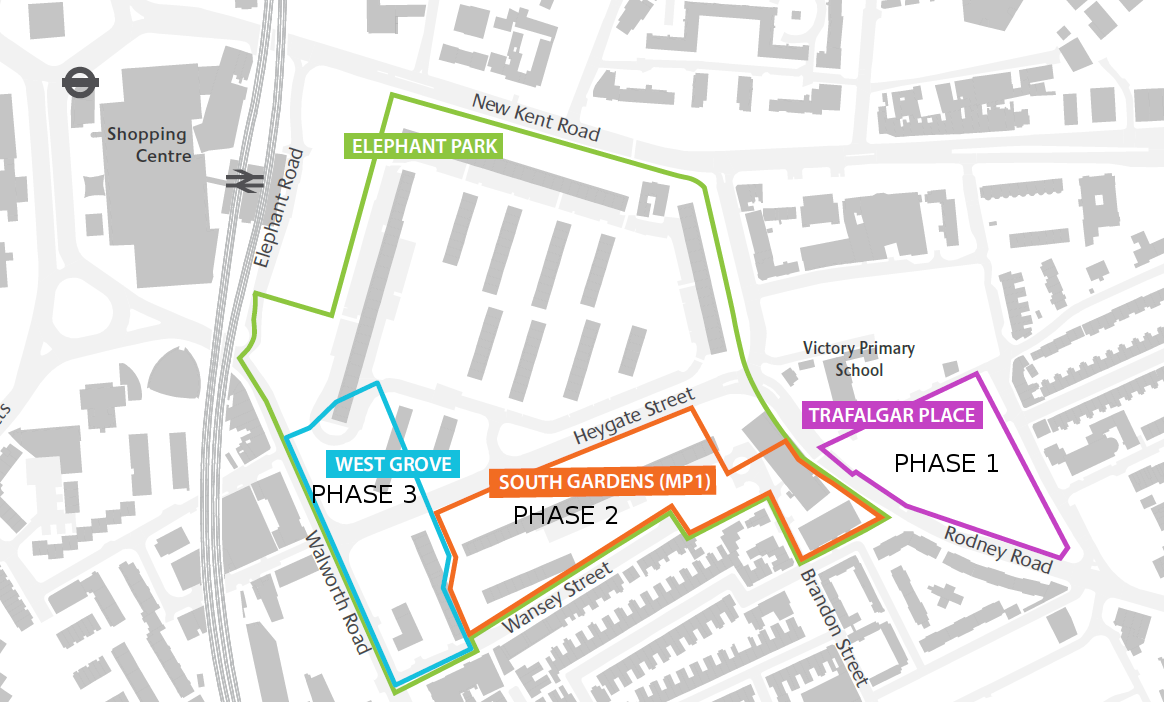 New Kent Road
ELEPHANT PARK
Shopping
Centre
Elephant Road
Victory Primary
School
Heygate Street
TRAFALGAR PLACE
PHASE 1
WEST GROVE
PHASE 3
SOUTH GARDENS (MP1)
PHASE 2
Rodney Road
Walworth Road
Wansey Street
Brandon Street